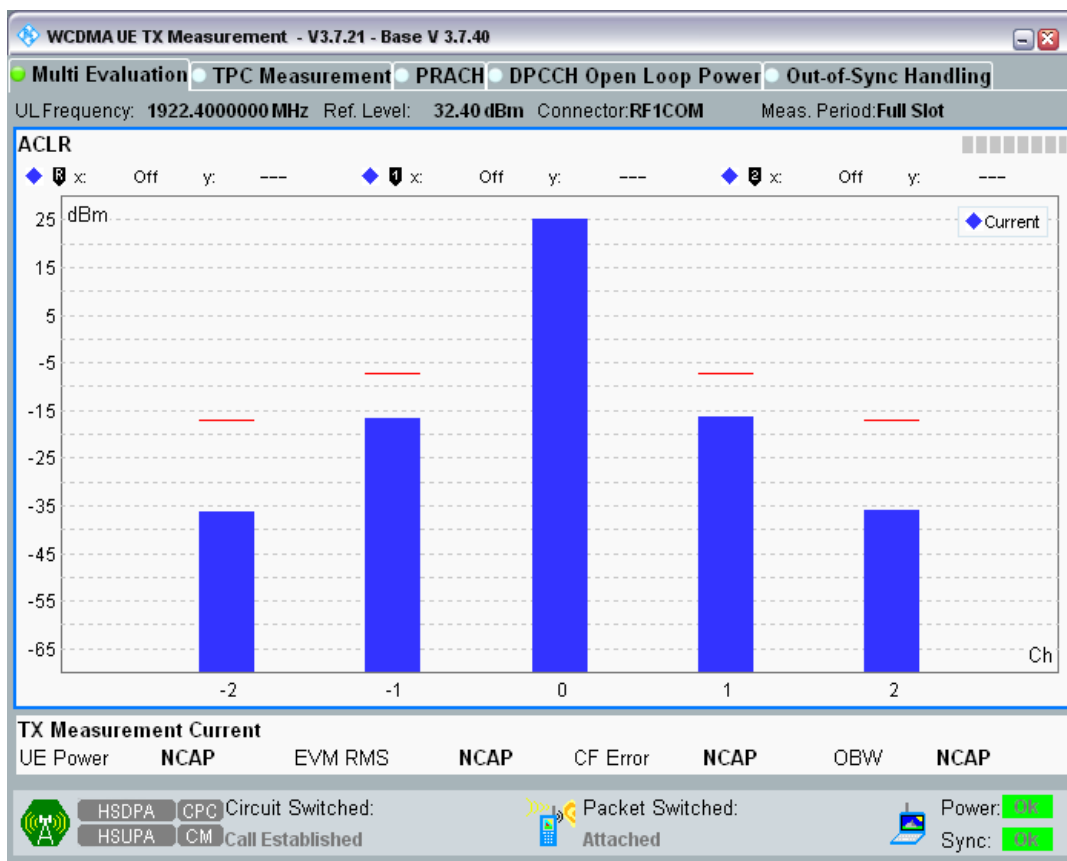 WCDMA UE TX Measurement - V3.7.21 - Base V 3.7.40
Multi Evaluation TPC Measurement PRACH DPCCH Open Loop Power Out-of-Sync Handling
UL Frequency: 1922.4000000 MHz Ref. Level: 32.40 dBm Connector:RF1COM Meas. Period:Full Slot
ACLR
R x: Off y: --- 1 x: Off y: --- 2 x: Off y: ---
dBm
Current
25
15
5
-5
-15
-25
-35
-45
-55
-65
Ch
-2 -1 0 1 2
TX Measurement Current
UE Power NCAP EVM RMS NCAP CF Error NCAP OBW NCAP
HSDPA CPC Circuit Switched: Packet Switched: Power: Ok
HSUPA CM Call Established Attached Sync: Ok